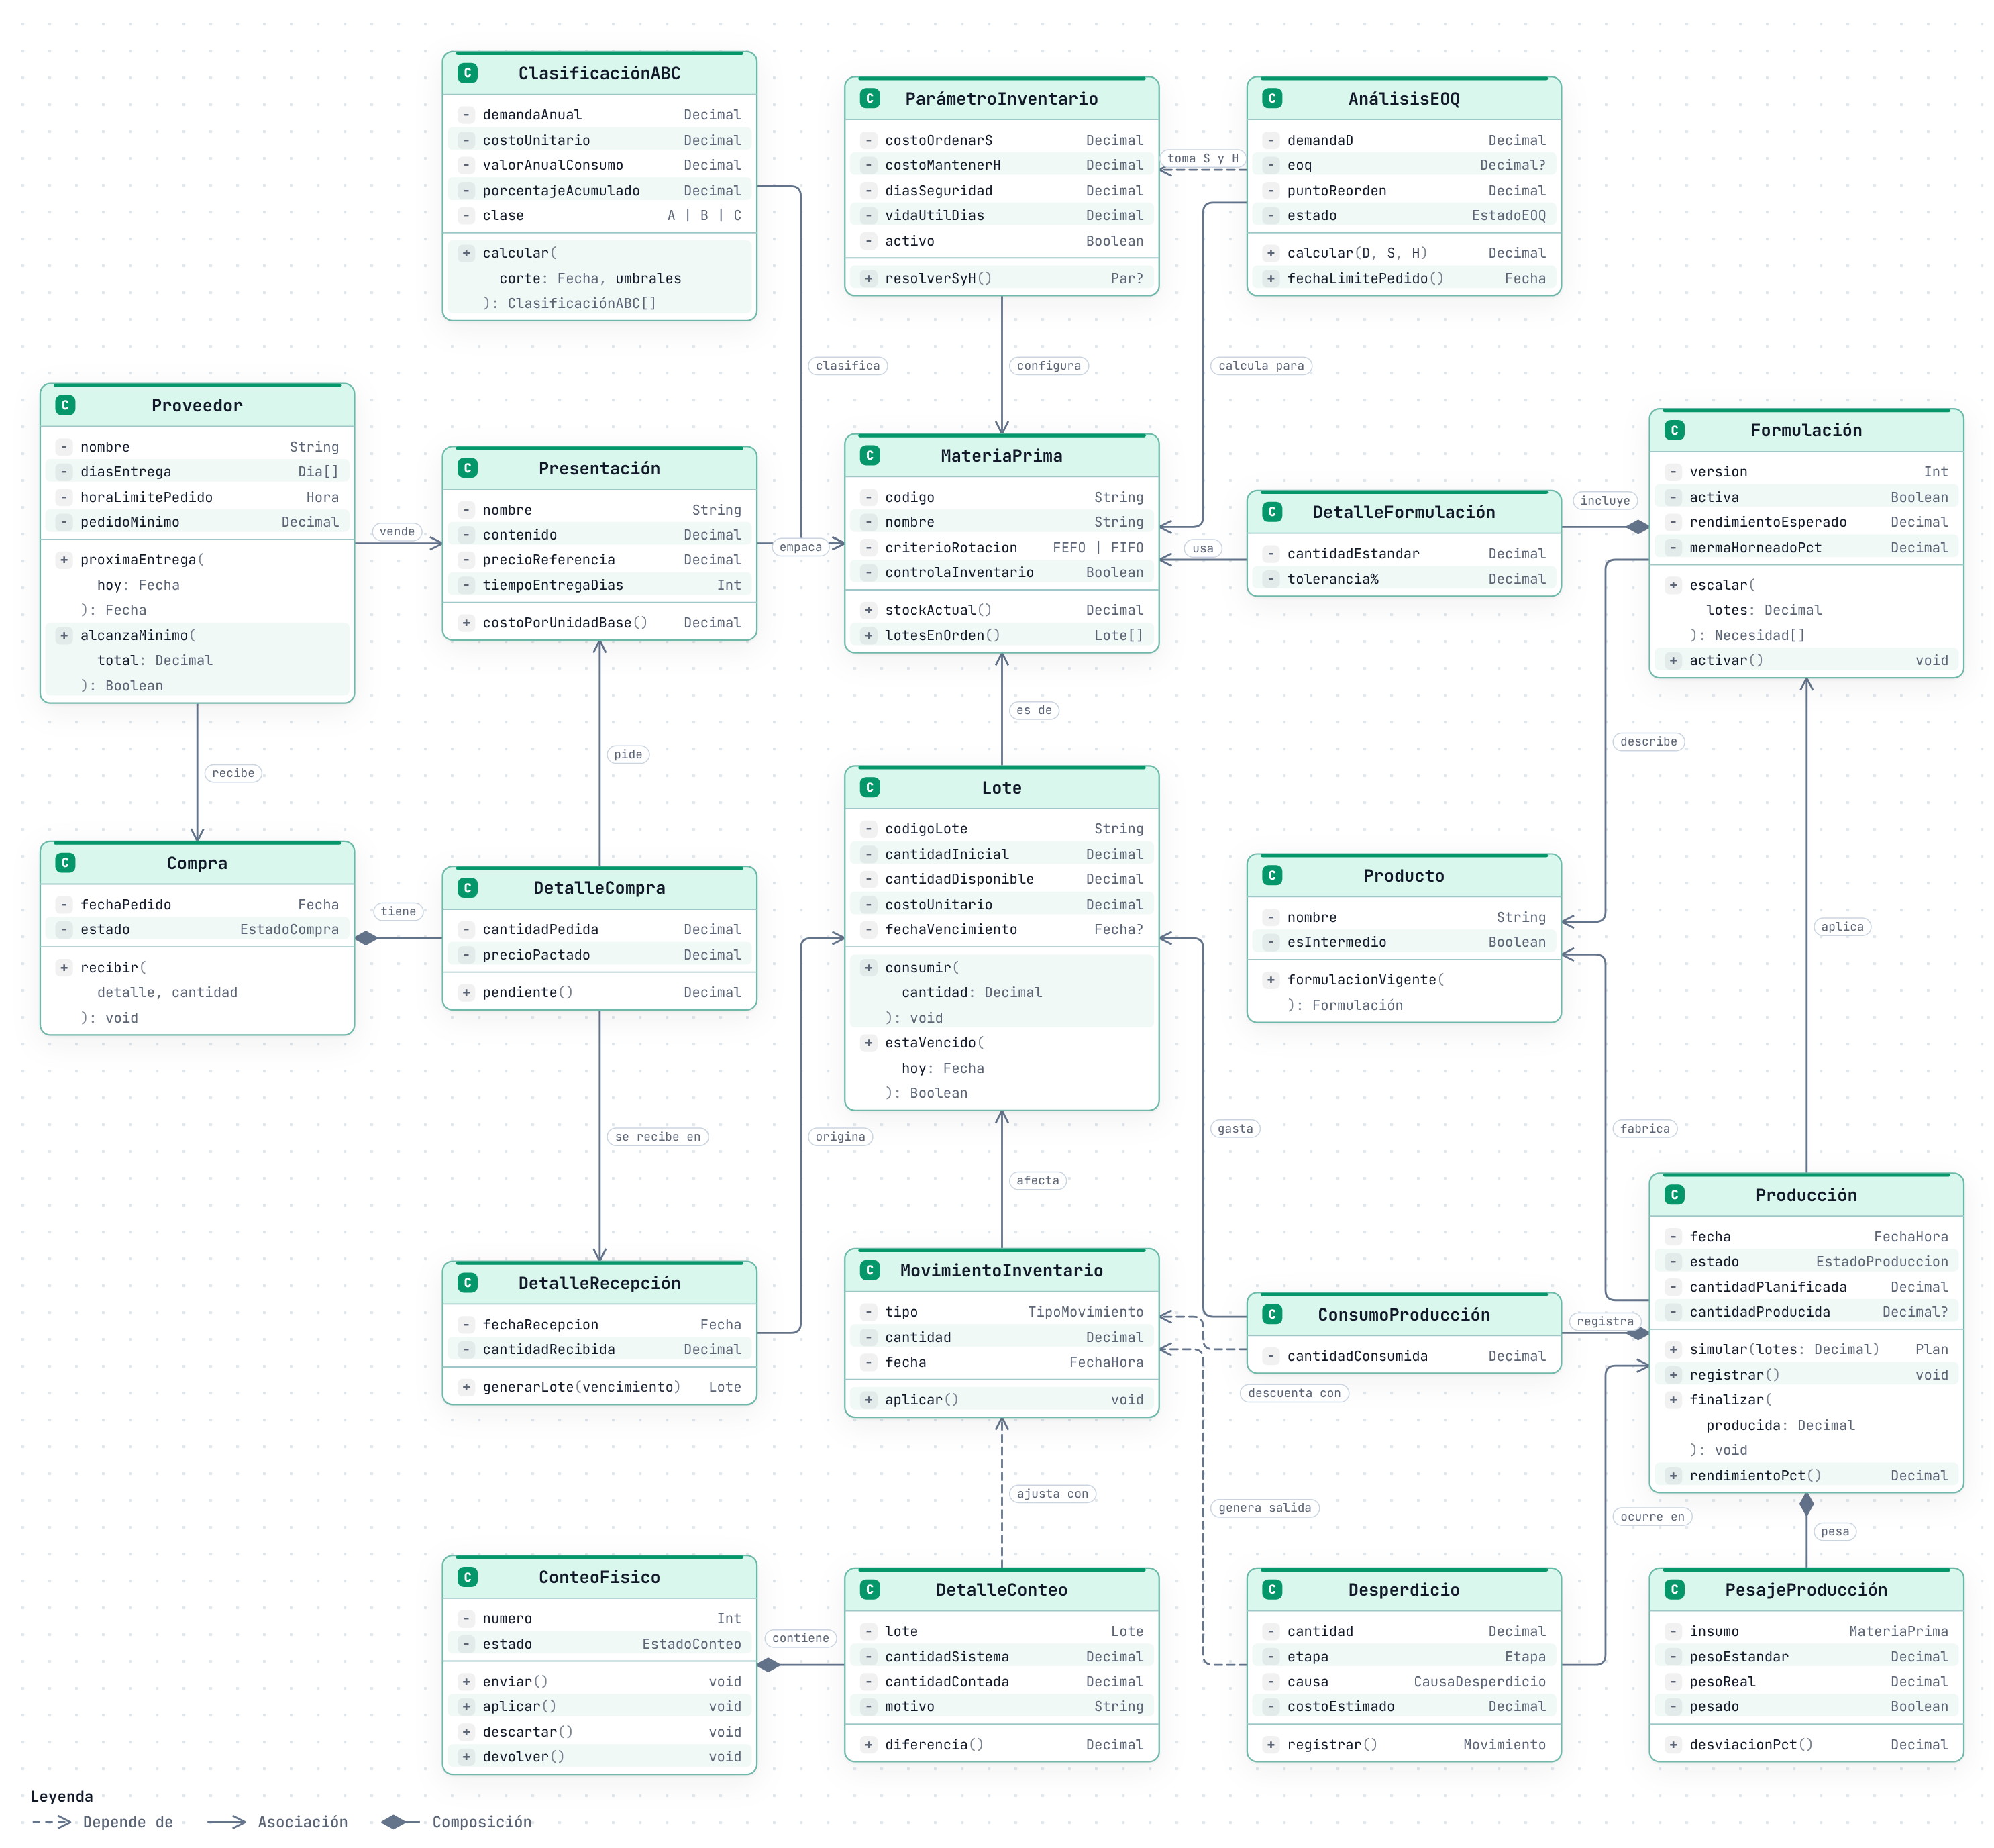 C ClasificaciónABC
- demandaAnual Decimal
- costoUnitario Decimal
- valorAnualConsumo Decimal
- porcentajeAcumulado Decimal
- clase A | B | C
+ calcular(
corte: Fecha, umbrales
): ClasificaciónABC[]
C ParámetroInventario
- costoOrdenarS Decimal
- costoMantenerH Decimal
- diasSeguridad Decimal
- vidaUtilDias Decimal
- activo Boolean
+ resolverSyH() Par?
toma S y H
C AnálisisEOQ
- demandaD Decimal
- eoq Decimal?
- puntoReorden Decimal
- estado EstadoEOQ
+ calcular(D, S, H) Decimal
+ fechaLimitePedido() Fecha
clasifica
configura
calcula para
C Proveedor
- nombre String
- diasEntrega Dia[]
- horaLimitePedido Hora
- pedidoMinimo Decimal
+ proximaEntrega(
hoy: Fecha
): Fecha
+ alcanzaMinimo(
total: Decimal
): Boolean
vende
C Presentación
- nombre String
- contenido Decimal
- precioReferencia Decimal
- tiempoEntregaDias Int
+ costoPorUnidadBase() Decimal
empaca
C MateriaPrima
- codigo String
- nombre String
- criterioRotacion FEFO | FIFO
- controlaInventario Boolean
+ stockActual() Decimal
+ lotesEnOrden() Lote[]
usa
C DetalleFormulación
- cantidadEstandar Decimal
- tolerancia% Decimal
incluye
C Formulación
- version Int
- activa Boolean
- rendimientoEsperado Decimal
- mermaHorneadoPct Decimal
+ escalar(
lotes: Decimal
): Necesidad[]
+ activar() void
recibe
pide
es de
describe
C Compra
- fechaPedido Fecha
- estado EstadoCompra
+ recibir(
detalle, cantidad
): void
tiene
C DetalleCompra
- cantidadPedida Decimal
- precioPactado Decimal
+ pendiente() Decimal
C Lote
- codigoLote String
- cantidadInicial Decimal
- cantidadDisponible Decimal
- costoUnitario Decimal
- fechaVencimiento Fecha?
+ consumir(
cantidad: Decimal
): void
+ estaVencido(
hoy: Fecha
): Boolean
C Producto
- nombre String
- esIntermedio Boolean
+ formulacionVigente(
): Formulación
aplica
se recibe en
origina
afecta
gasta
fabrica
C DetalleRecepción
- fechaRecepcion Fecha
- cantidadRecibida Decimal
+ generarLote(vencimiento) Lote
C MovimientoInventario
- tipo TipoMovimiento
- cantidad Decimal
- fecha FechaHora
+ aplicar() void
C ConsumoProducción
- cantidadConsumida Decimal
registra
descuenta con
C Producción
- fecha FechaHora
- estado EstadoProduccion
- cantidadPlanificada Decimal
- cantidadProducida Decimal?
+ simular(lotes: Decimal) Plan
+ registrar() void
+ finalizar(
producida: Decimal
): void
+ rendimientoPct() Decimal
ajusta con
genera salida
ocurre en
pesa
C ConteoFísico
- numero Int
- estado EstadoConteo
+ enviar() void
+ aplicar() void
+ descartar() void
+ devolver() void
contiene
C DetalleConteo
- lote Lote
- cantidadSistema Decimal
- cantidadContada Decimal
- motivo String
+ diferencia() Decimal
C Desperdicio
- cantidad Decimal
- etapa Etapa
- causa CausaDesperdicio
- costoEstimado Decimal
+ registrar() Movimiento
C PesajeProducción
- insumo MateriaPrima
- pesoEstandar Decimal
- pesoReal Decimal
- pesado Boolean
+ desviacionPct() Decimal
Leyenda
Depende de Asociación Composición